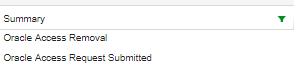 Summary
Oracle Access Removal
Oracle Access Request Submitted